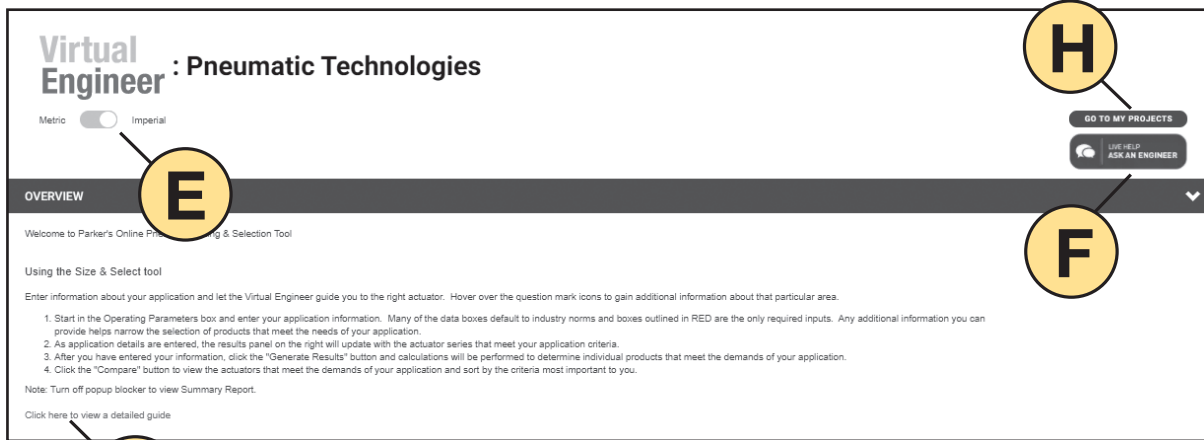 Virtual
Engineer : Pneumatic Technologies
H
Metric Imperial
GO TO MY PROJECTS
LIVE HELP
ASK AN ENGINEER
OVERVIEW
E
Welcome to Parker's Online & Selection Tool
F
Using the Size & Select tool
Enter information about your application and let the Virtual Engineer guide you to the right actuator. Hover over the question mark icons to gain additional information about that particular area.
1. Start in the Operating Parameters box and enter your application information. Many of the data boxes default to industry norms and boxes outlined in RED are the only required inputs. Any additional information you can
provide helps narrow the selection of products that meet the needs of your application.
2. As application details are entered, the results panel on the right will update with the actuator series that meet your application criteria.
3. After you have entered your information, click the "Generate Results" button and calculations will be performed to determine individual products that meet the demands of your application.
4. Click the "Compare" button to view the actuators that meet the demands of your application and sort by the criteria most important to you.
Note: Turn off popup blocker to view Summary Report.
Click here to view a detailed guide